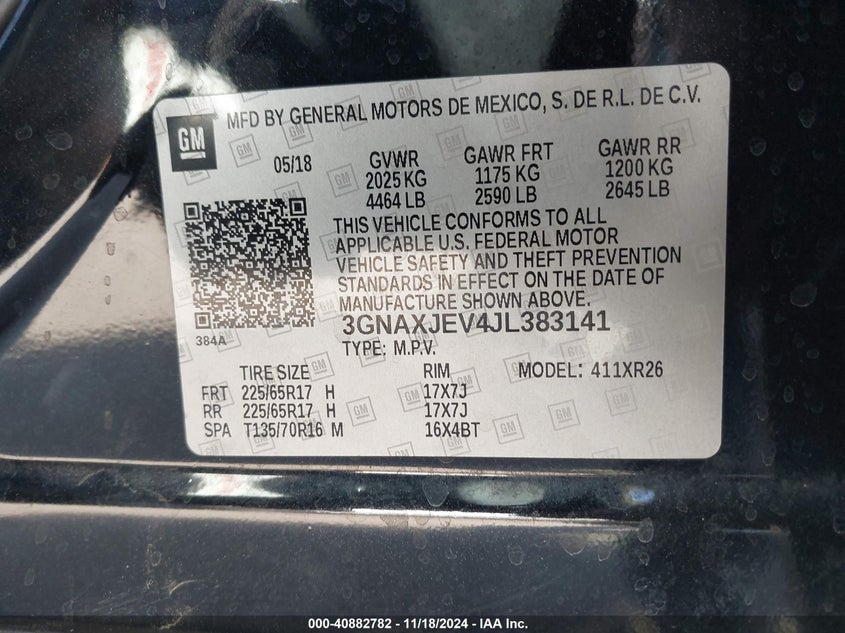 MFD BY GENERAL MOTORS DE MEXICO, S. DE R.L. DE C.V.
GM
05/18 GVWR GAWR FRT GAWR RR
2025 KG 1175 KG 1200 KG
4464 LB 2590 LB 2645 LB
THIS VEHICLE CONFORMS TO ALL
APPLICABLE U.S. FEDERAL MOTOR
VEHICLE SAFETY AND THEFT PREVENTION
STANDARDS IN EFFECT ON THE DATE OF
MANUFACTURE SHOWN ABOVE.
384A
3GNAXJEV4JL383141
TYPE: M.P.V.
TIRE SIZE RIM MODEL: 411XR26
FRT 225/65R17 H 17X7J
RR 225/65R17 H 17X7J
SPA T135/70R16 M 16X4BT
000-40882782 - 11/18/2024 - IAA Inc.